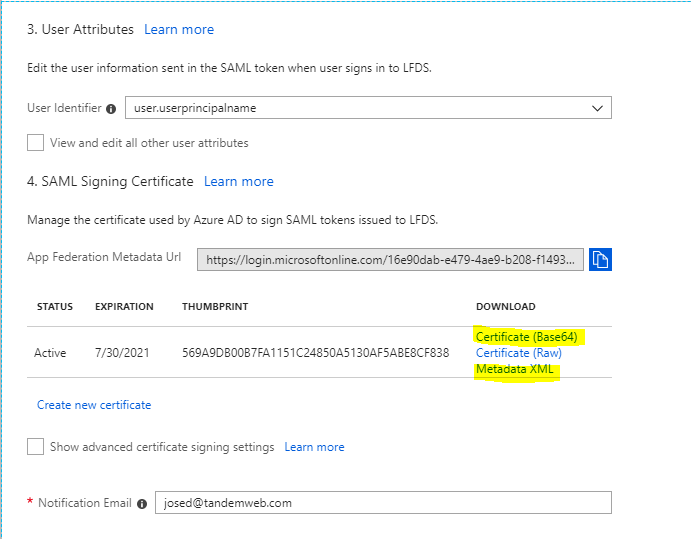 3. User Attributes Learn more
Edit the user information sent in the SAML token when user signs in to LFDS.
User Identifier user.userprincipalname
View and edit all other user attributes
4. SAML Signing Certificate Learn more
Manage the certificate used by Azure AD to sign SAML tokens issued to LFDS.
App Federation Metadata Url https://login.microsoftonline.com/16e90dab-e479-4ae9-b208-f1493...
STATUS EXPIRATION THUMBPRINT DOWNLOAD
Certificate (Base64)
Active 7/30/2021 569A9DB00B7FA1151C24850A5130AF5ABE8CF838 Certificate (Raw)
Metadata XML
Create new certificate
Show advanced certificate signing settings Learn more
* Notification Email josed@tandemweb.com